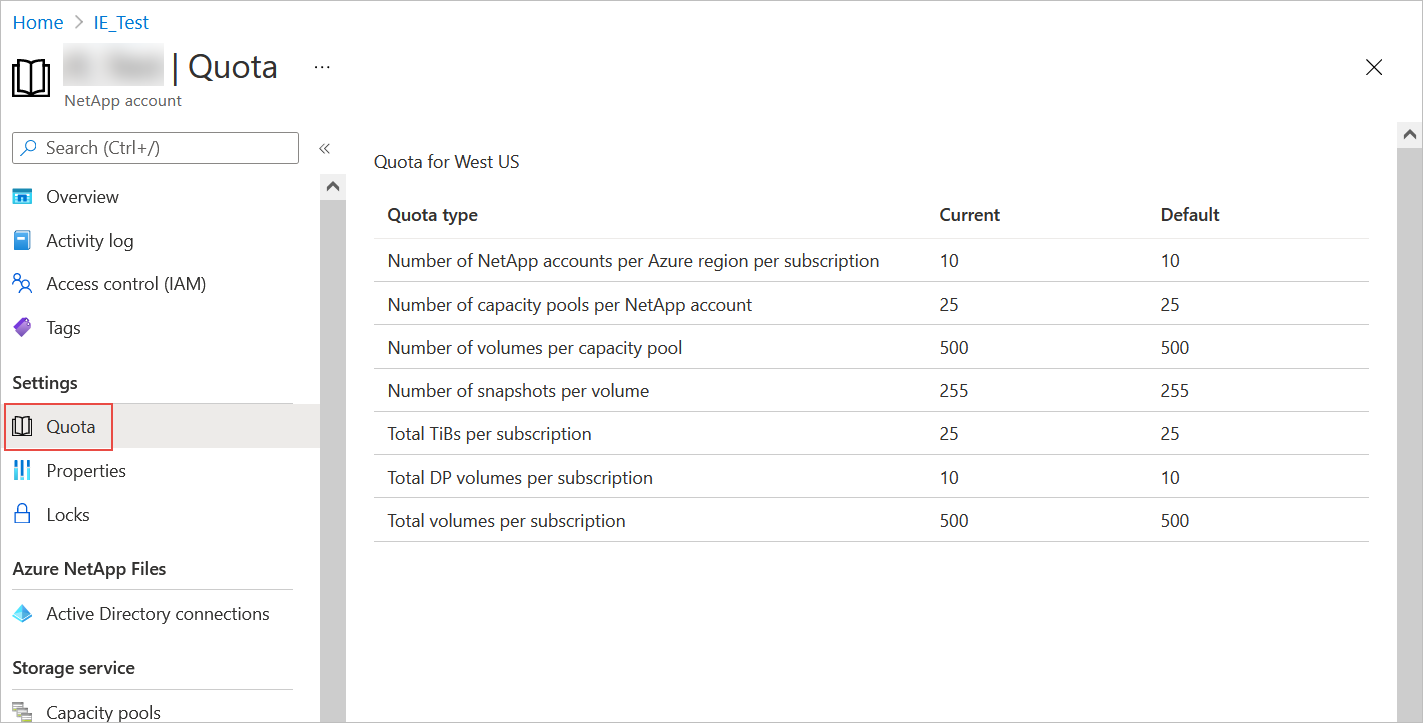 Home > IE_Test
| Quota ...
NetApp account
Search (Ctrl+/) «
Overview
Activity log
Access control (IAM)
Tags
Settings
Quota
Properties
Locks
Azure NetApp Files
Active Directory connections
Storage service
Capacity pools
Quota for West US
Quota type Current Default
Number of NetApp accounts per Azure region per subscription 10 10
Number of capacity pools per NetApp account 25 25
Number of volumes per capacity pool 500 500
Number of snapshots per volume 255 255
Total TiBs per subscription 25 25
Total DP volumes per subscription 10 10
Total volumes per subscription 500 500